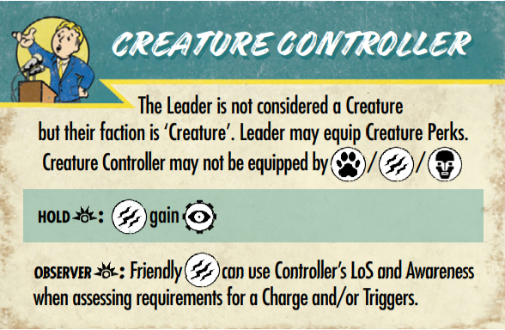 CREATURE CONTROLLER
The Leader is not considered a Creature
but their faction is 'Creature'. Leader may equip Creature Perks.
Creature Controller may not be equipped by / /
HOLD : gain
OBSERVER : Friendly can use Controller's LoS and Awareness
when assessing requirements for a Charge and/or Triggers.